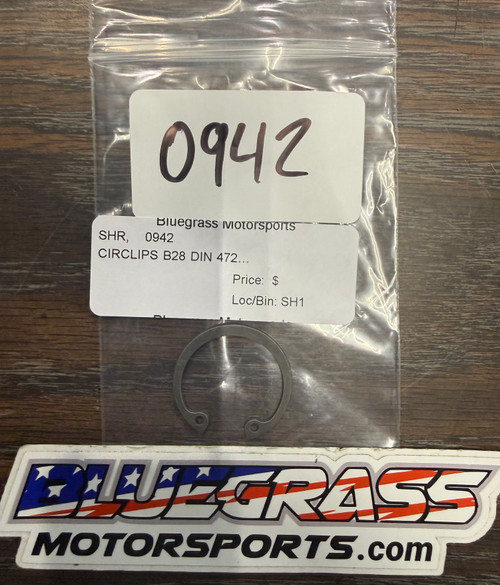 0942
Bluegrass Motorsports
SHR, 0942
CIRCLIPS B28 DIN 472...
Price: $
Loc/Bin: SH1
BLUEGRASS
MOTORSPORTS.com